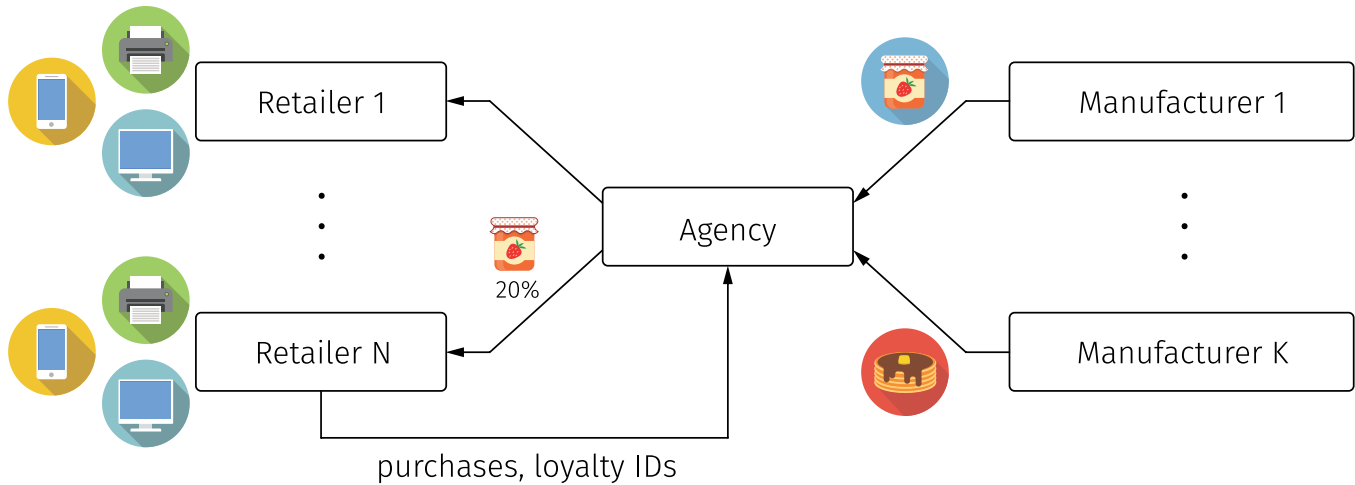 Retailer 1
Manufacturer 1
Agency
20%
Retailer N
Manufacturer K
purchases, loyalty IDs